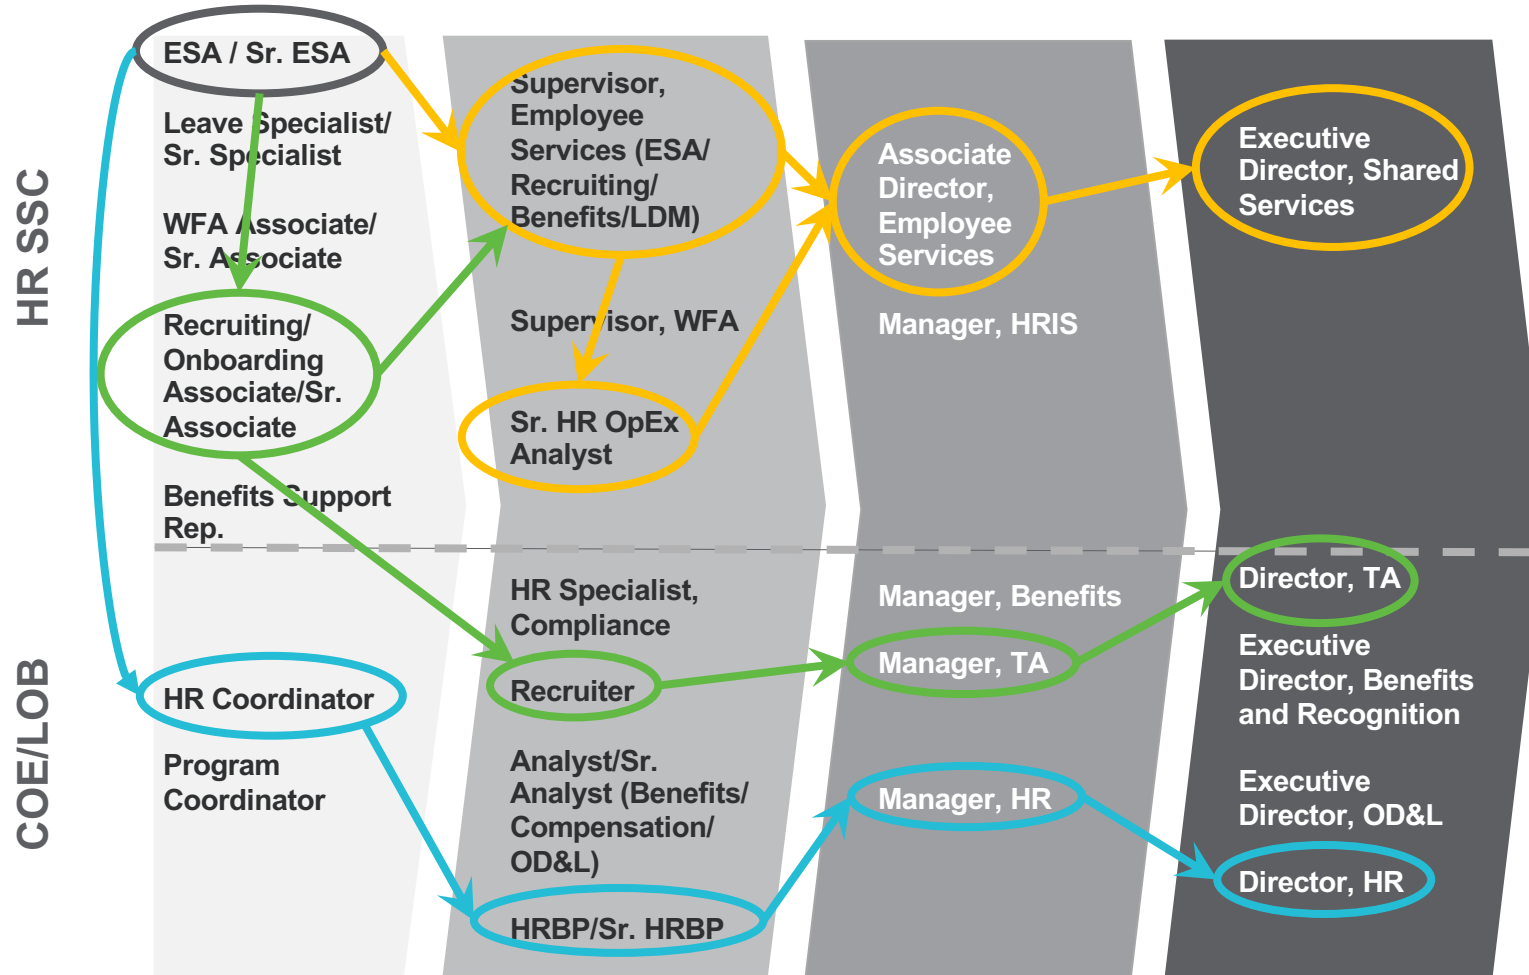 HR SSC
ESA / Sr. ESA
Leave Specialist/
Sr. Specialist
WFA Associate/
Sr. Associate
Recruiting/
Onboarding
Associate/Sr.
Associate
Benefits Support
Rep.
Supervisor,
Employee
Services (ESA/
Recruiting/
Benefits/LDM)
Supervisor, WFA
Sr. HR OpEx
Analyst
Associate
Director,
Employee
Services
Manager, HRIS
Executive
Director, Shared
Services
COE/LOB
HR Coordinator
Program
Coordinator
HR Specialist,
Compliance
Recruiter
Analyst/Sr.
Analyst (Benefits/
Compensation/
OD&L)
HRBP/Sr. HRBP
Manager, Benefits
Manager, TA
Manager, HR
Director, TA
Executive
Director, Benefits
and Recognition
Executive
Director, OD&L
Director, HR